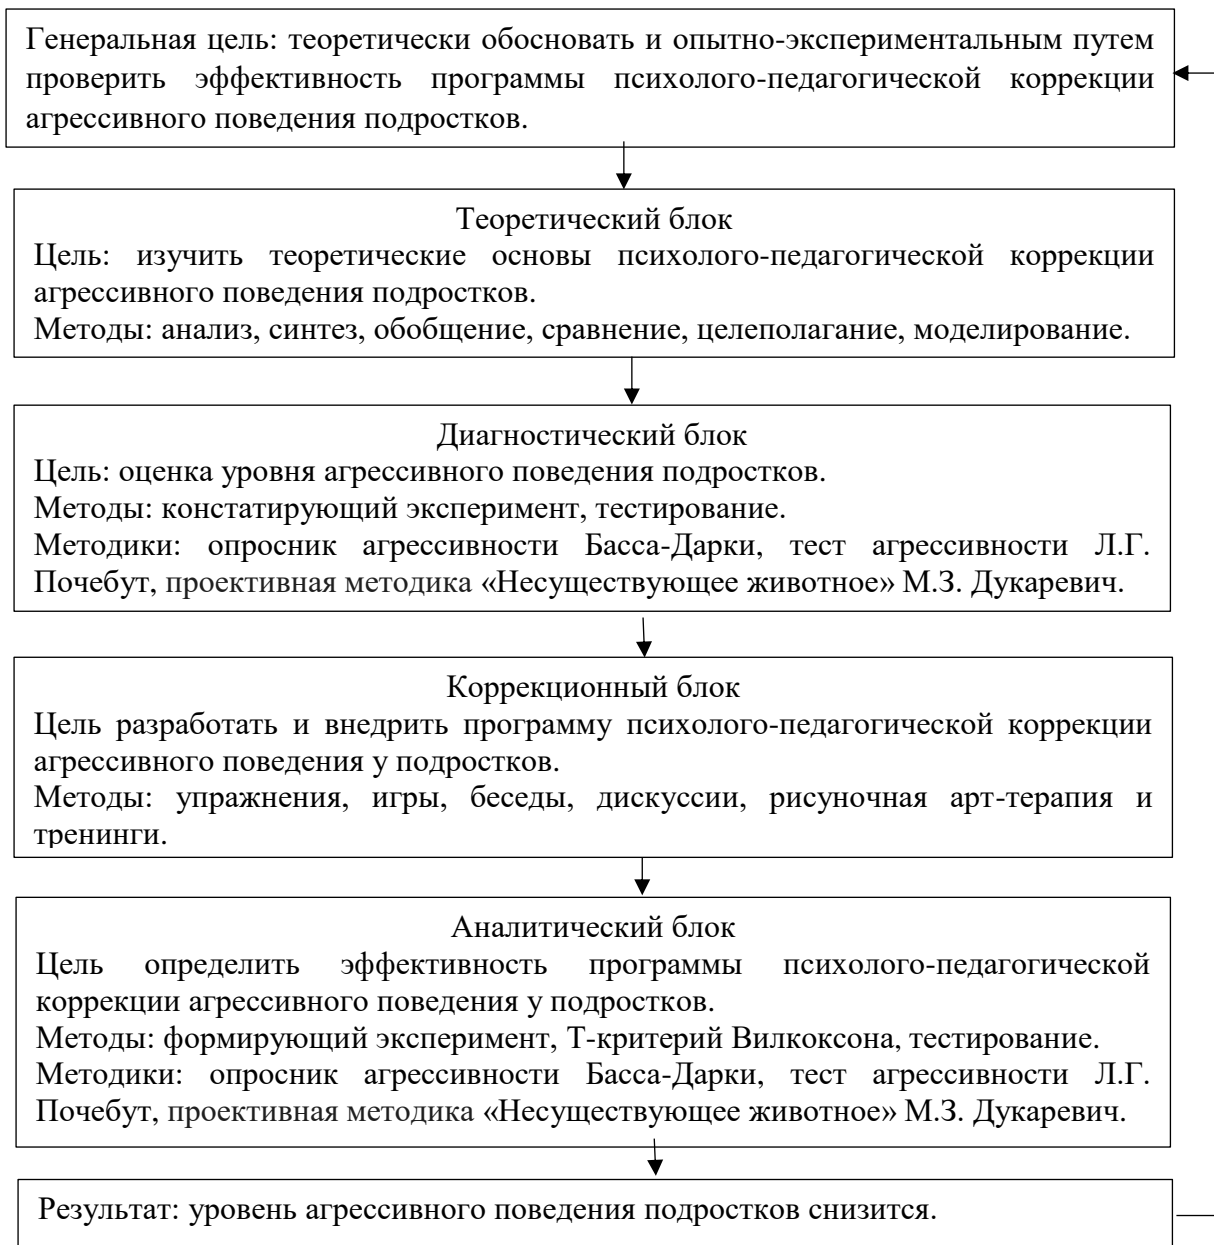 Генеральная цель: теоретически обосновать и опытно-экспериментальным путем
проверить эффективность программы психолого-педагогической коррекции
агрессивного поведения подростков.
Теоретический блок
Цель: изучить теоретические основы психолого-педагогической коррекции
агрессивного поведения подростков.
Методы: анализ, синтез, обобщение, сравнение, целеполагание, моделирование.
Диагностический блок
Цель: оценка уровня агрессивного поведения подростков.
Методы: констатирующий эксперимент, тестирование.
Методики: опросник агрессивности Басса-Дарки, тест агрессивности Л.Г.
Почебут, проективная методика «Несуществующее животное» М.З. Дукаревич.
Коррекционный блок
Цель разработать и внедрить программу психолого-педагогической коррекции
агрессивного поведения у подростков.
Методы: упражнения, игры, беседы, дискуссии, рисуночная арт-терапия и
тренинги.
Аналитический блок
Цель определить эффективность программы психолого-педагогической
коррекции агрессивного поведения у подростков.
Методы: формирующий эксперимент, Т-критерий Вилкоксона, тестирование.
Методики: опросник агрессивности Басса-Дарки, тест агрессивности Л.Г.
Почебут, проективная методика «Несуществующее животное» М.З. Дукаревич.
Результат: уровень агрессивного поведения подростков снизится.